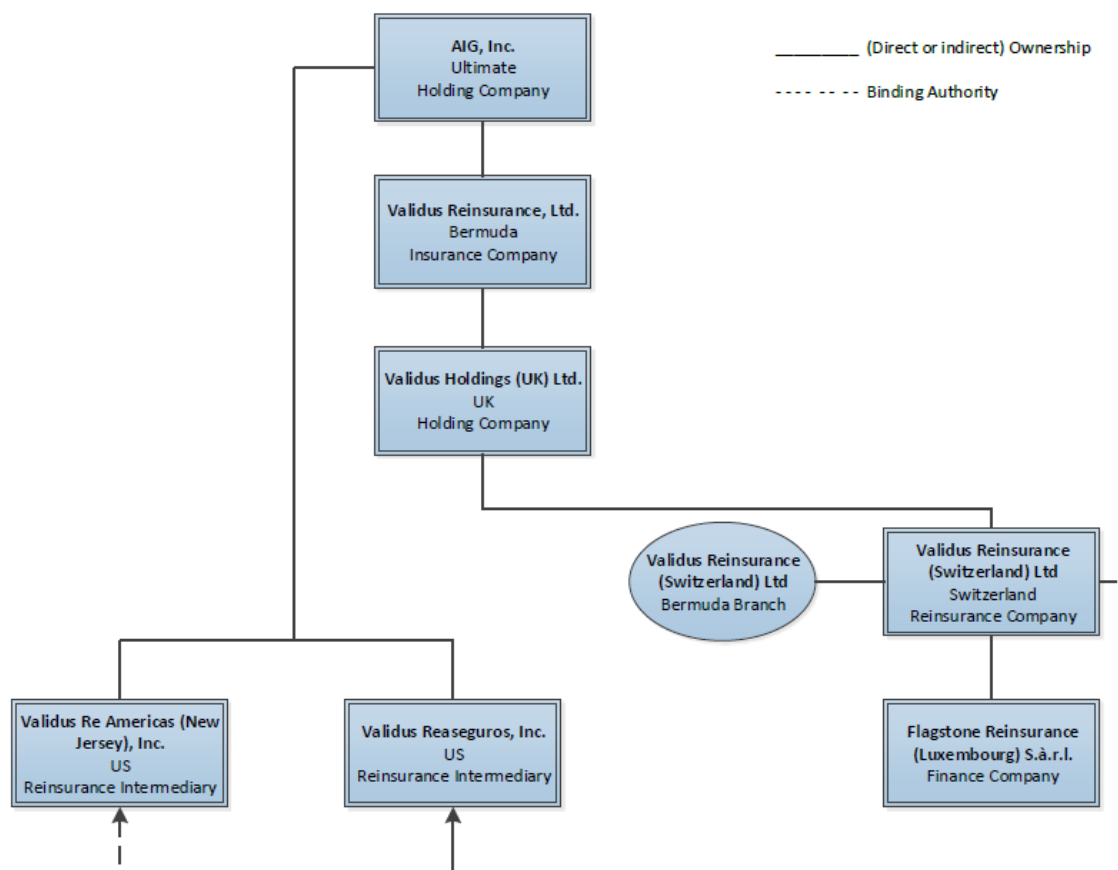 AIG, Inc.
Ultimate
Holding Company
(Direct or indirect) Ownership
Binding Authority
Validus Reinsurance, Ltd.
Bermuda
Insurance Company
Validus Holdings (UK) Ltd.
UK
Holding Company
Validus Reinsurance
(Switzerland) Ltd
Bermuda Branch
Validus Reinsurance
(Switzerland) Ltd
Switzerland
Reinsurance Company
Validus Re Americas (New
Jersey), Inc.
US
Reinsurance Intermediary
Validus Reaseguros, Inc.
US
Reinsurance Intermediary
Flagstone Reinsurance
(Luxembourg) S.à.r.l.
Finance Company